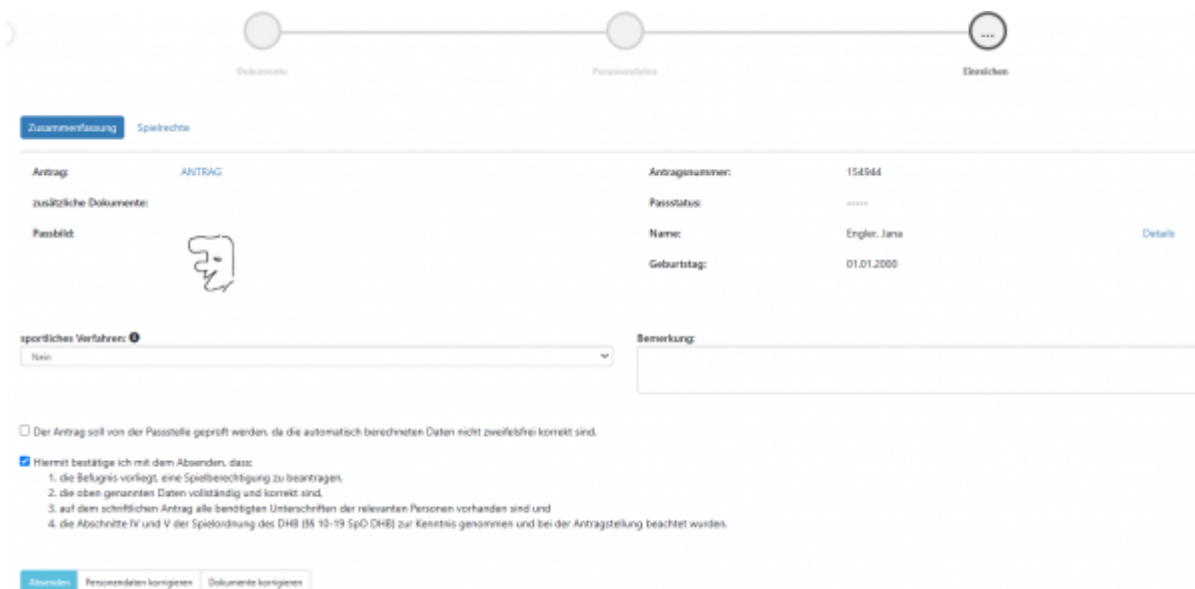 ...
Dokumente
Personendaten
Einreichen
Zusammenfassung Spielrechte
Antrag: ANTRAG Antragsnummer: 154944
zusätzliche Dokumente: Passstatus: -----
Passbild: Name: Engler, Jana Details
Geburtstag: 01.01.2000
sportliches Verfahren: Bemerkung:
Nein
Der Antrag soll von der Passstelle geprüft werden, da die automatisch berechneten Daten nicht zweifelsfrei korrekt sind.
Hiermit bestätige ich mit dem Absenden, dass:
1. die Befugnis vorliegt, eine Spielberechtigung zu beantragen,
2. die oben genannten Daten vollständig und korrekt sind,
3. auf dem schriftlichen Antrag alle benötigten Unterschriften der relevanten Personen vorhanden sind und
4. die Abschnitte IV und V der Spielordnung des DHB (§§ 10-19 SpO DHB) zur Kenntnis genommen und bei der Antragstellung beachtet wurden.
Absenden Personendaten korrigieren Dokumente korrigieren